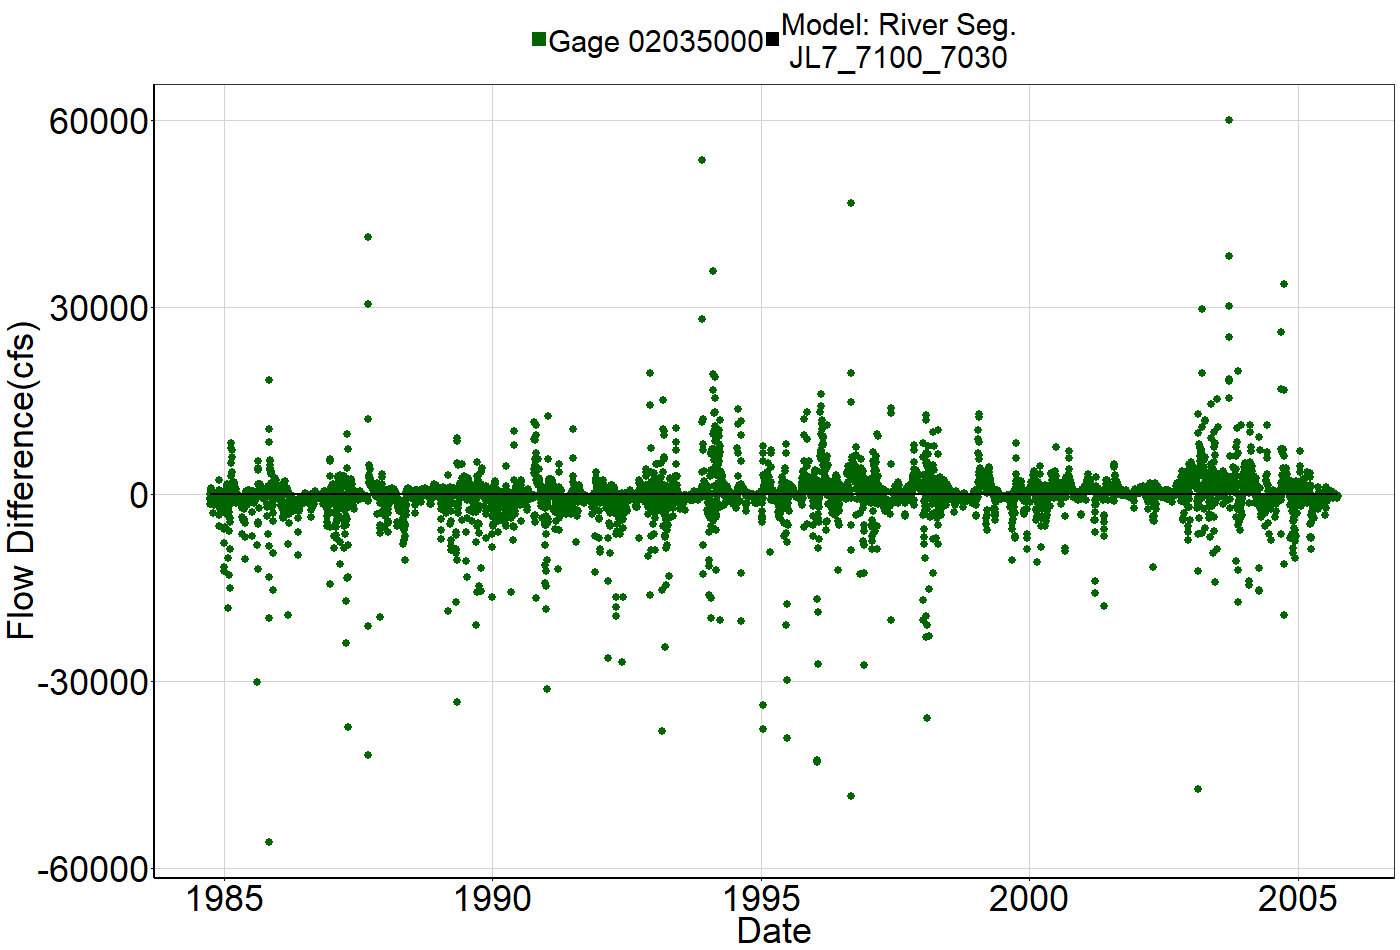 Gage 02035000
Model: River Seg.
JL7_7100_7030
60000
30000
0
-30000
-60000
Flow Difference(cfs)
1985 1990 1995 2000 2005
Date